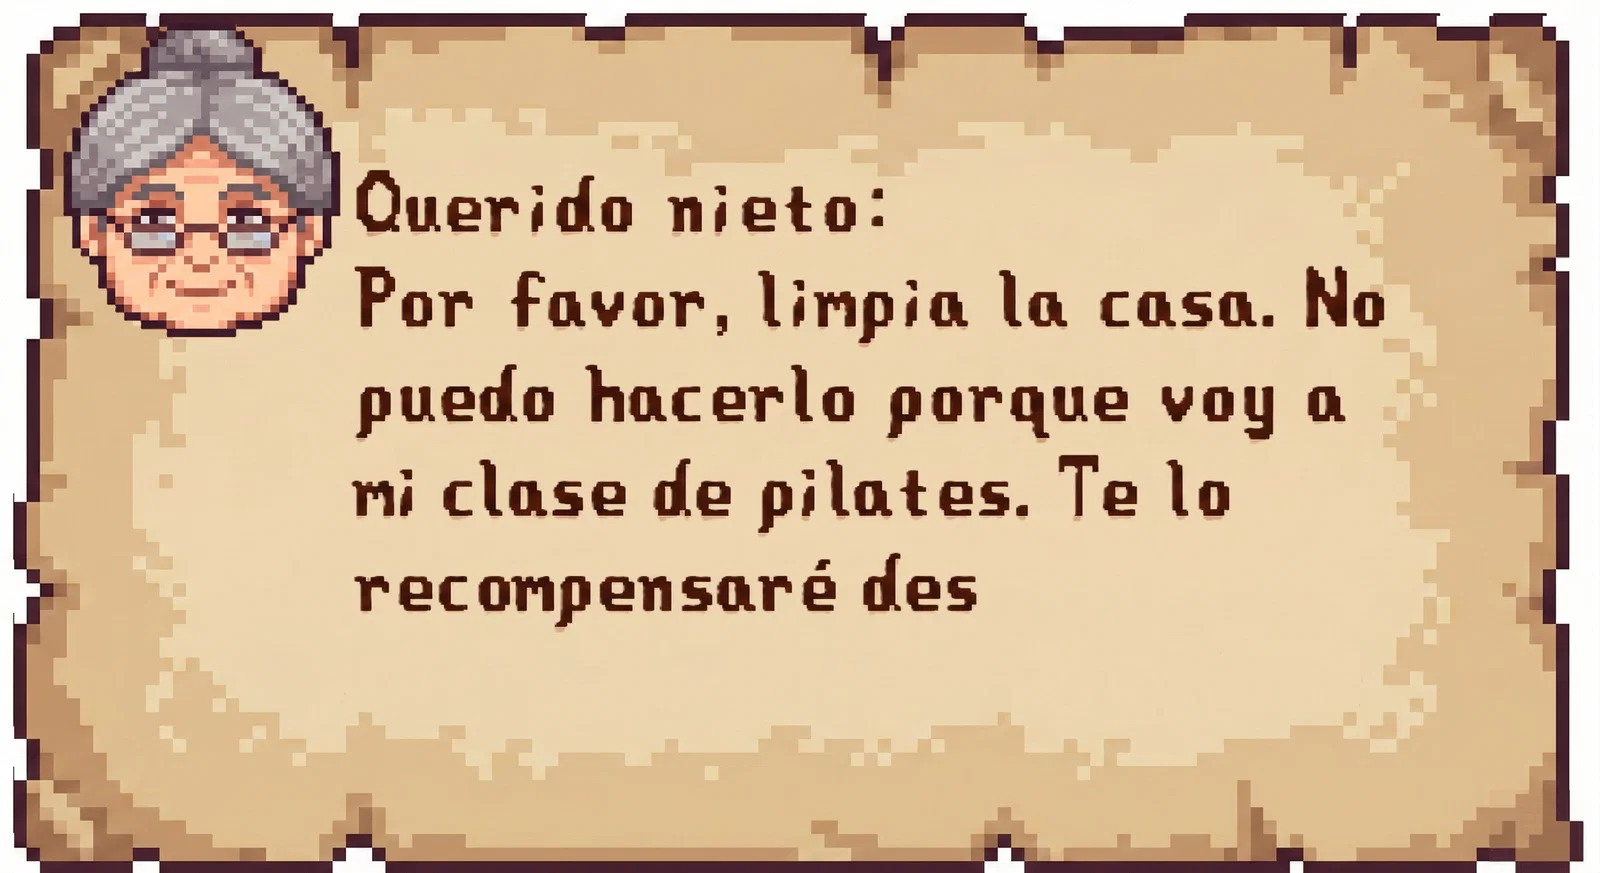 Querido nieto:
Por favor, limpia la casa. No
puedo hacerlo porque voy a
mi clase de pilates. Te lo
recompensaré des